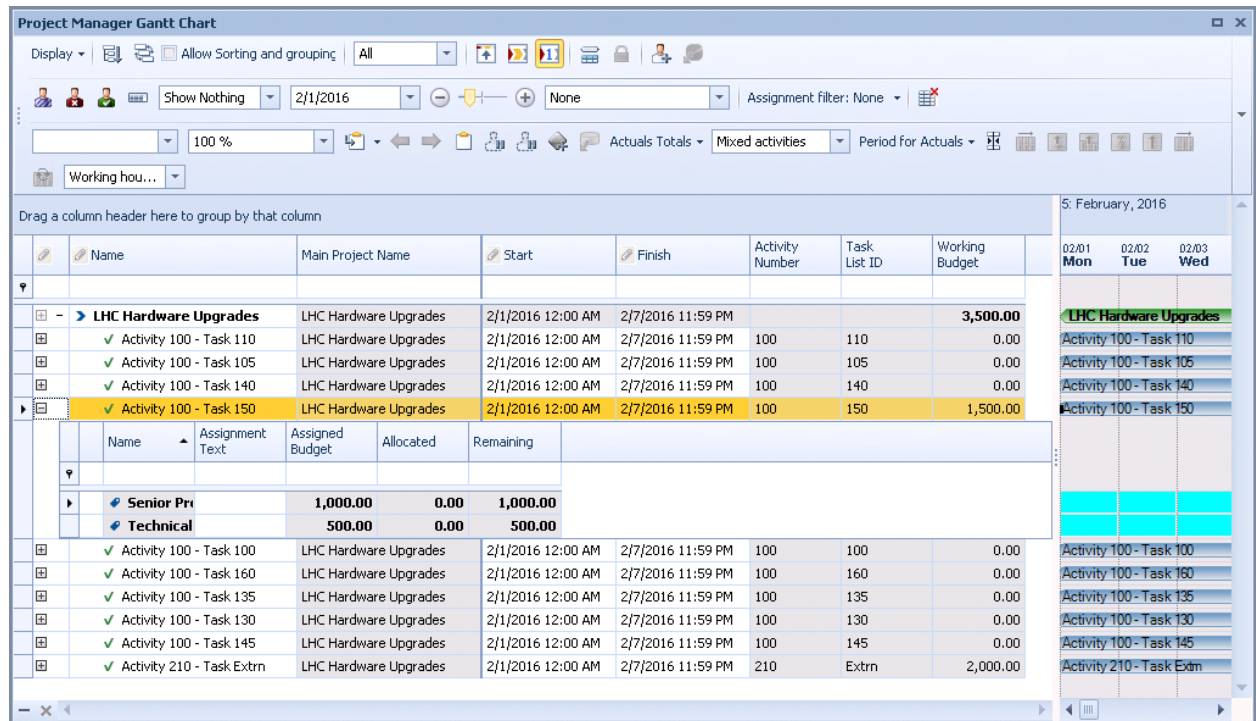 Project Manager Gantt Chart
Display Allow Sorting and grouping All
Show Nothing 2/1/2016 None Assignment filter: None
100 % Actuals Totals Mixed activities Period for Actuals
Working hou...
Drag a column header here to group by that column
5: February, 2016
Name Main Project Name Start Finish Activity Number Task List ID Working Budget 02/01 Mon 02/02 Tue 02/03 Wed
LHC Hardware Upgrades LHC Hardware Upgrades 2/1/2016 12:00 AM 2/7/2016 11:59 PM 3,500.00 LHC Hardware Upgrades
Activity 100 - Task 110 LHC Hardware Upgrades 2/1/2016 12:00 AM 2/7/2016 11:59 PM 100 110 0.00 Activity 100 - Task 110
Activity 100 - Task 105 LHC Hardware Upgrades 2/1/2016 12:00 AM 2/7/2016 11:59 PM 100 105 0.00 Activity 100 - Task 105
Activity 100 - Task 140 LHC Hardware Upgrades 2/1/2016 12:00 AM 2/7/2016 11:59 PM 100 140 0.00 Activity 100 - Task 140
Activity 100 - Task 150 LHC Hardware Upgrades 2/1/2016 12:00 AM 2/7/2016 11:59 PM 100 150 1,500.00 Activity 100 - Task 150
Name Assignment Text Assigned Budget Allocated Remaining
Senior Pro 1,000.00 0.00 1,000.00
Technical 500.00 0.00 500.00
Activity 100 - Task 100 LHC Hardware Upgrades 2/1/2016 12:00 AM 2/7/2016 11:59 PM 100 100 0.00 Activity 100 - Task 100
Activity 100 - Task 160 LHC Hardware Upgrades 2/1/2016 12:00 AM 2/7/2016 11:59 PM 100 160 0.00 Activity 100 - Task 160
Activity 100 - Task 135 LHC Hardware Upgrades 2/1/2016 12:00 AM 2/7/2016 11:59 PM 100 135 0.00 Activity 100 - Task 135
Activity 100 - Task 130 LHC Hardware Upgrades 2/1/2016 12:00 AM 2/7/2016 11:59 PM 100 130 0.00 Activity 100 - Task 130
Activity 100 - Task 145 LHC Hardware Upgrades 2/1/2016 12:00 AM 2/7/2016 11:59 PM 100 145 0.00 Activity 100 - Task 145
Activity 210 - Task Extrn LHC Hardware Upgrades 2/1/2016 12:00 AM 2/7/2016 11:59 PM 210 Extrn 2,000.00 Activity 210 - Task Extrn